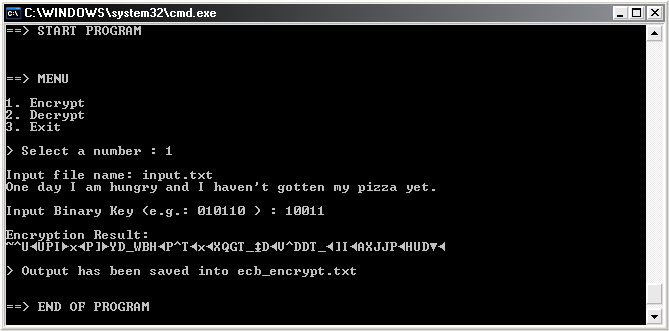 C:\WINDOWS\system32\cmd.exe
==> START PROGRAM
==> MENU
1. Encrypt
2. Decrypt
3. Exit
> Select a number : 1
Input file name: input.txt
One day I am hungry and I haven't gotten my pizza yet.
Input Binary Key (e.g.: 010110 ) : 10011
Encryption Result:
~^U◄UPI►x◄P]►YD_WBH◄P^T◄x◄XQGT_‡D◄V^DDT_◄]I◄AXJJP◄HUD▼◄
> Output has been saved into ecb_encrypt.txt
==> END OF PROGRAM